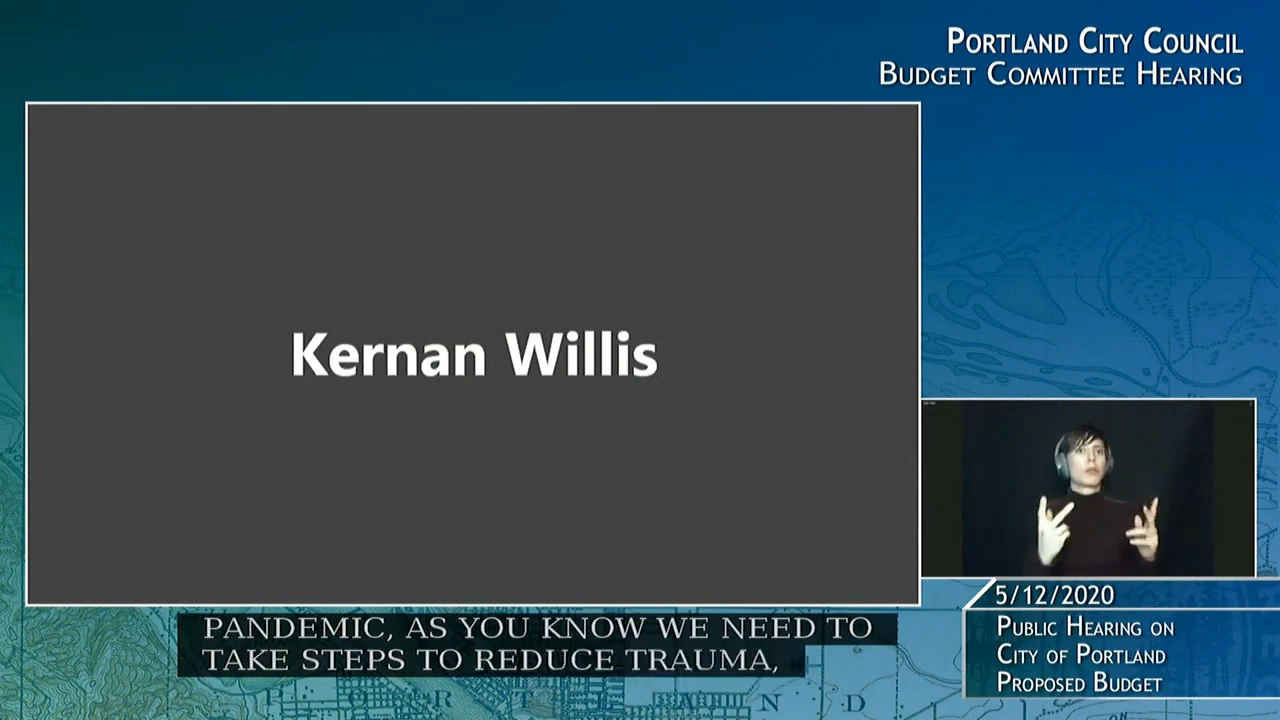 PORTLAND CITY COUNCIL
BUDGET COMMITTEE HEARING
Kernan Willis
5/12/2020
PUBLIC HEARING ON
CITY OF PORTLAND
PROPOSED BUDGET
PANDEMIC, AS YOU KNOW WE NEED TO
TAKE STEPS TO REDUCE TRAUMA,
P O R T L A N D